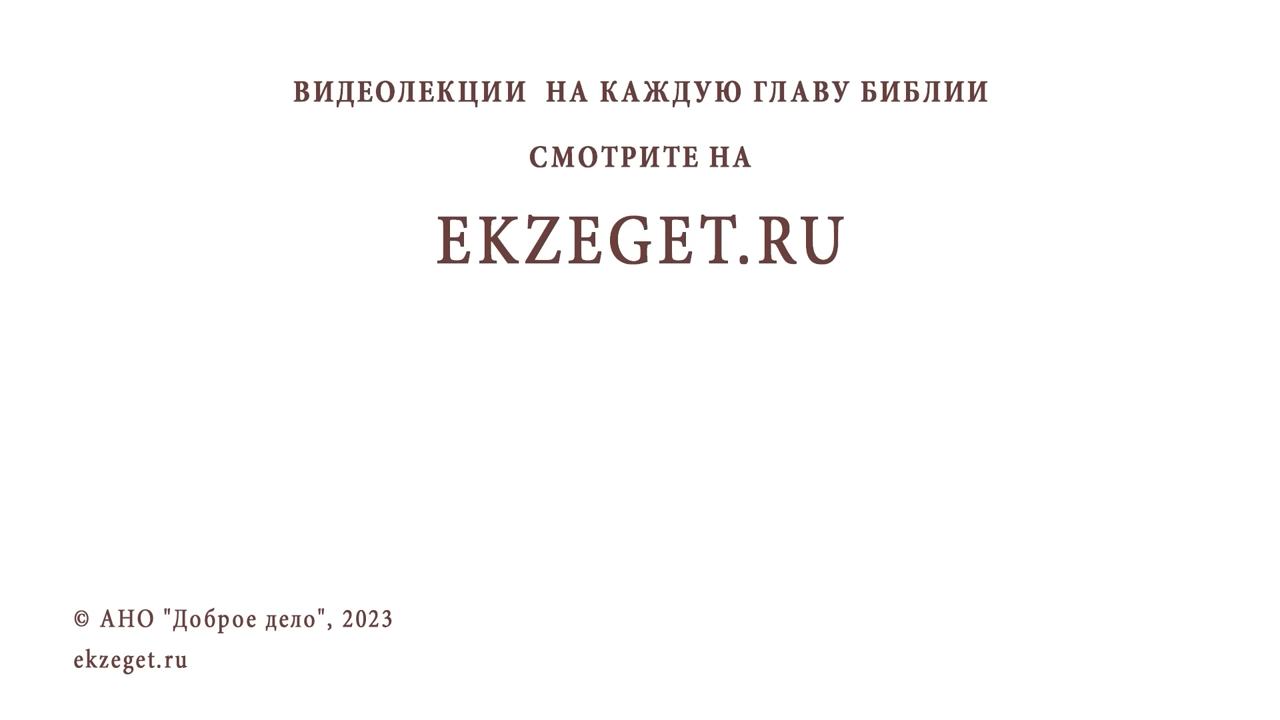 ВИДЕОЛЕКЦИИ НА КАЖДУЮ ГЛАВУ БИБЛИИ
СМОТРИТЕ НА
EKZEGET.RU
© АНО "Доброе дело", 2023
ekzeget.ru